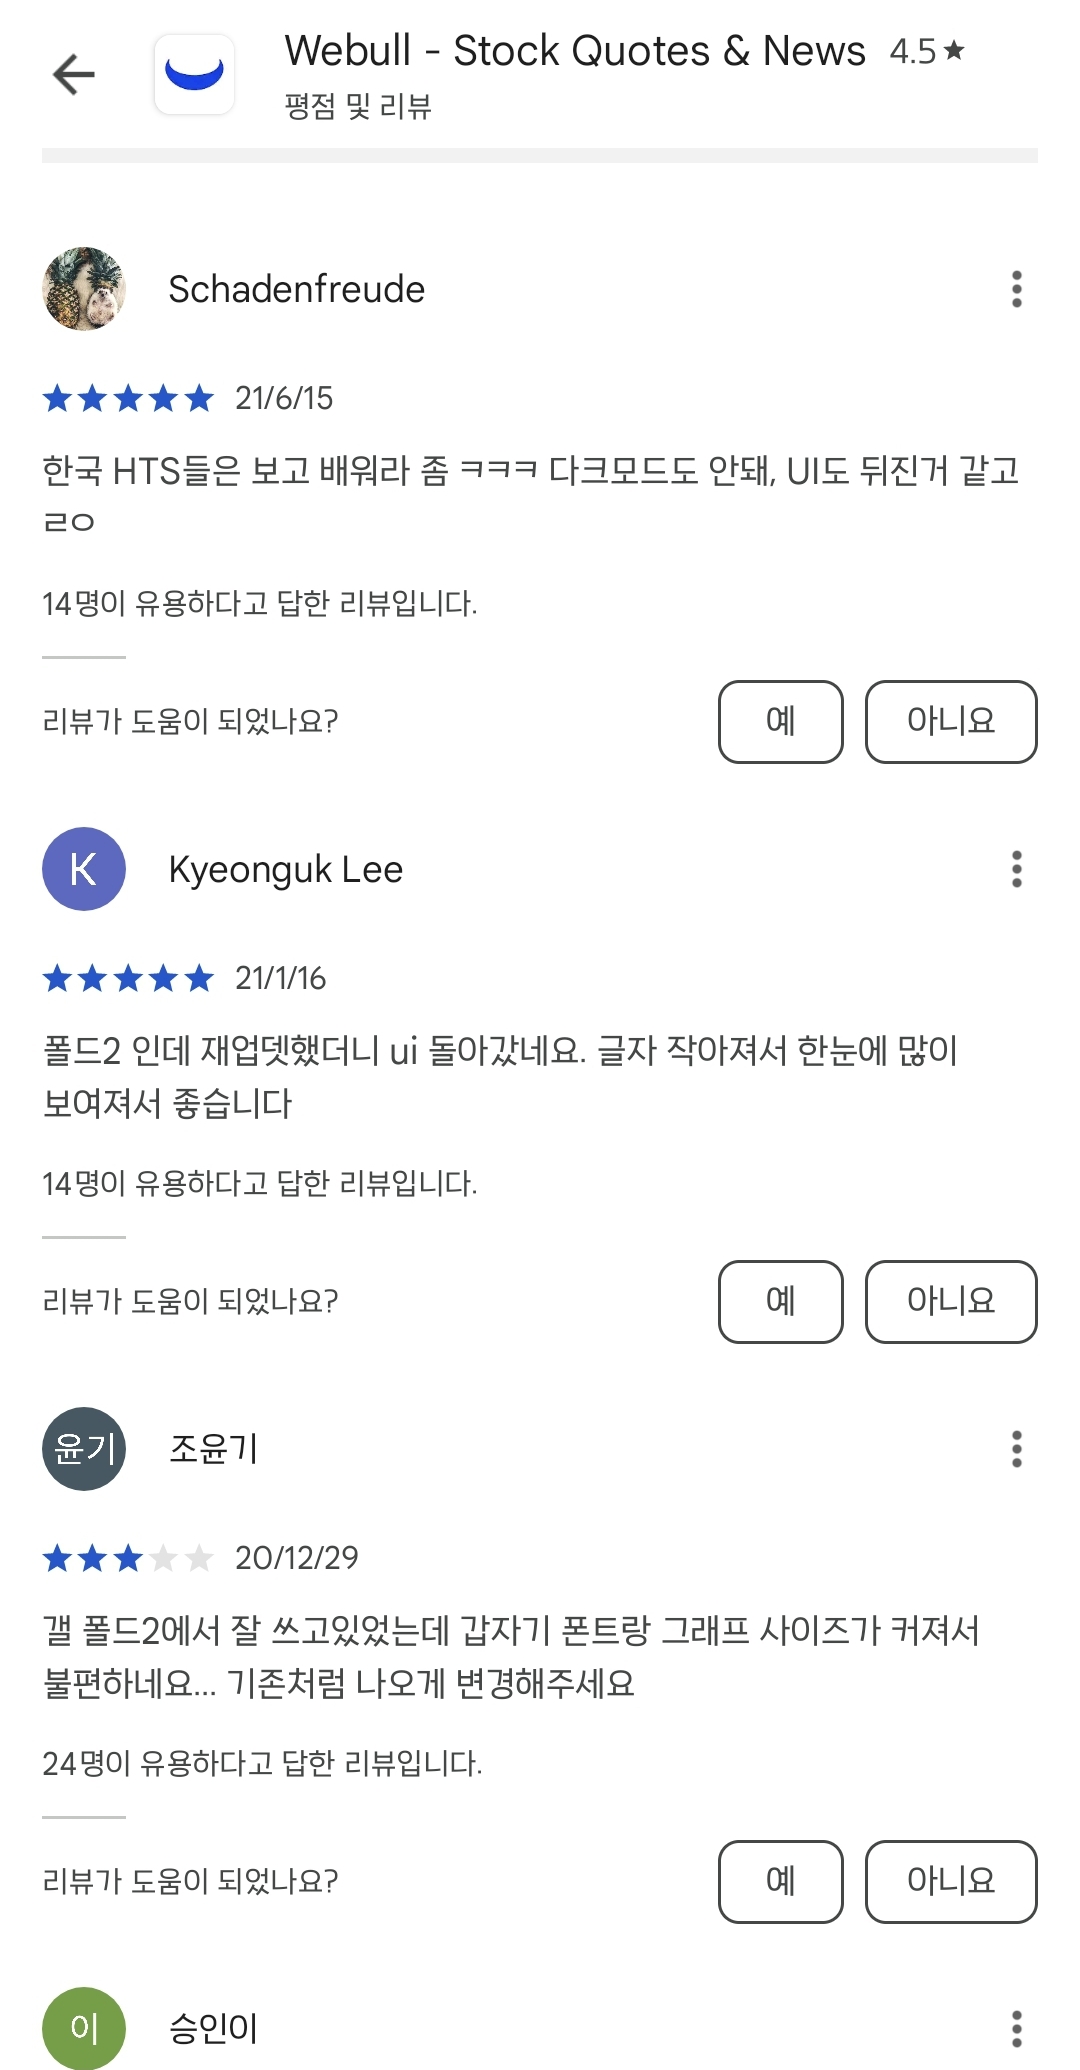 Webull - Stock Quotes & News 4.5★
평점 및 리뷰
Schadenfreude
21/6/15
한국 HTS들은 보고 배워라 좀 ㅋㅋㅋ 다크모드도 안돼, UI도 뒤진거 같고
ㄹㅇ
14명이 유용하다고 답한 리뷰입니다.
리뷰가 도움이 되었나요? 예 아니요
K Kyeonguk Lee
21/1/16
폴드2 인데 재업뎃했더니 ui 돌아갔네요. 글자 작아져서 한눈에 많이
보여져서 좋습니다
14명이 유용하다고 답한 리뷰입니다.
리뷰가 도움이 되었나요? 예 아니요
윤기 조윤기
20/12/29
갤 폴드2에서 잘 쓰고있었는데 갑자기 폰트랑 그래프 사이즈가 커져서
불편하네요... 기존처럼 나오게 변경해주세요
24명이 유용하다고 답한 리뷰입니다.
리뷰가 도움이 되었나요? 예 아니요
이 승인이